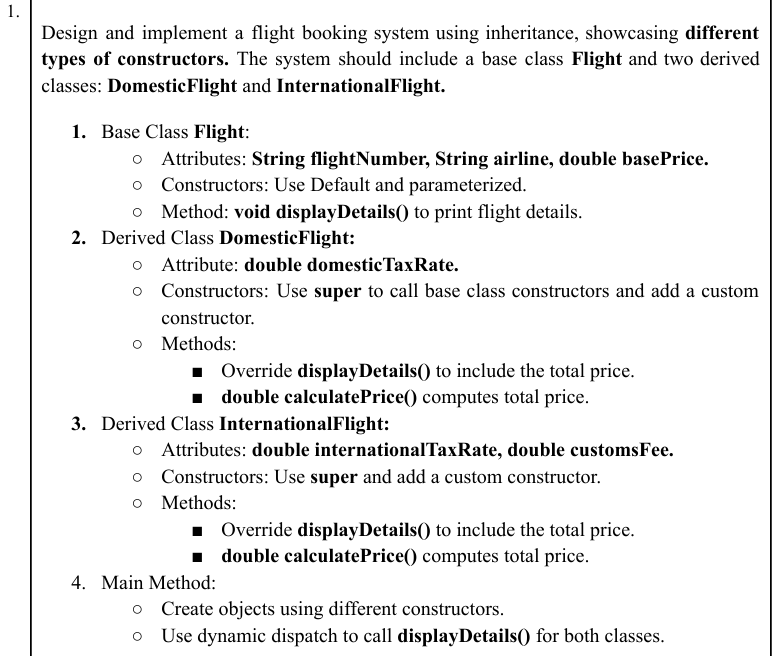 1.
Design and implement a flight booking system using inheritance, showcasing different
types of constructors. The system should include a base class Flight and two derived
classes: DomesticFlight and InternationalFlight.
1. Base Class Flight:
○ Attributes: String flightNumber, String airline, double basePrice.
○ Constructors: Use Default and parameterized.
○ Method: void displayDetails() to print flight details.
2. Derived Class DomesticFlight:
○ Attribute: double domesticTaxRate.
○ Constructors: Use super to call base class constructors and add a custom
constructor.
○ Methods:
■ Override displayDetails() to include the total price.
■ double calculatePrice() computes total price.
3. Derived Class InternationalFlight:
○ Attributes: double internationalTaxRate, double customsFee.
○ Constructors: Use super and add a custom constructor.
○ Methods:
■ Override displayDetails() to include the total price.
■ double calculatePrice() computes total price.
4. Main Method:
○ Create objects using different constructors.
○ Use dynamic dispatch to call displayDetails() for both classes.